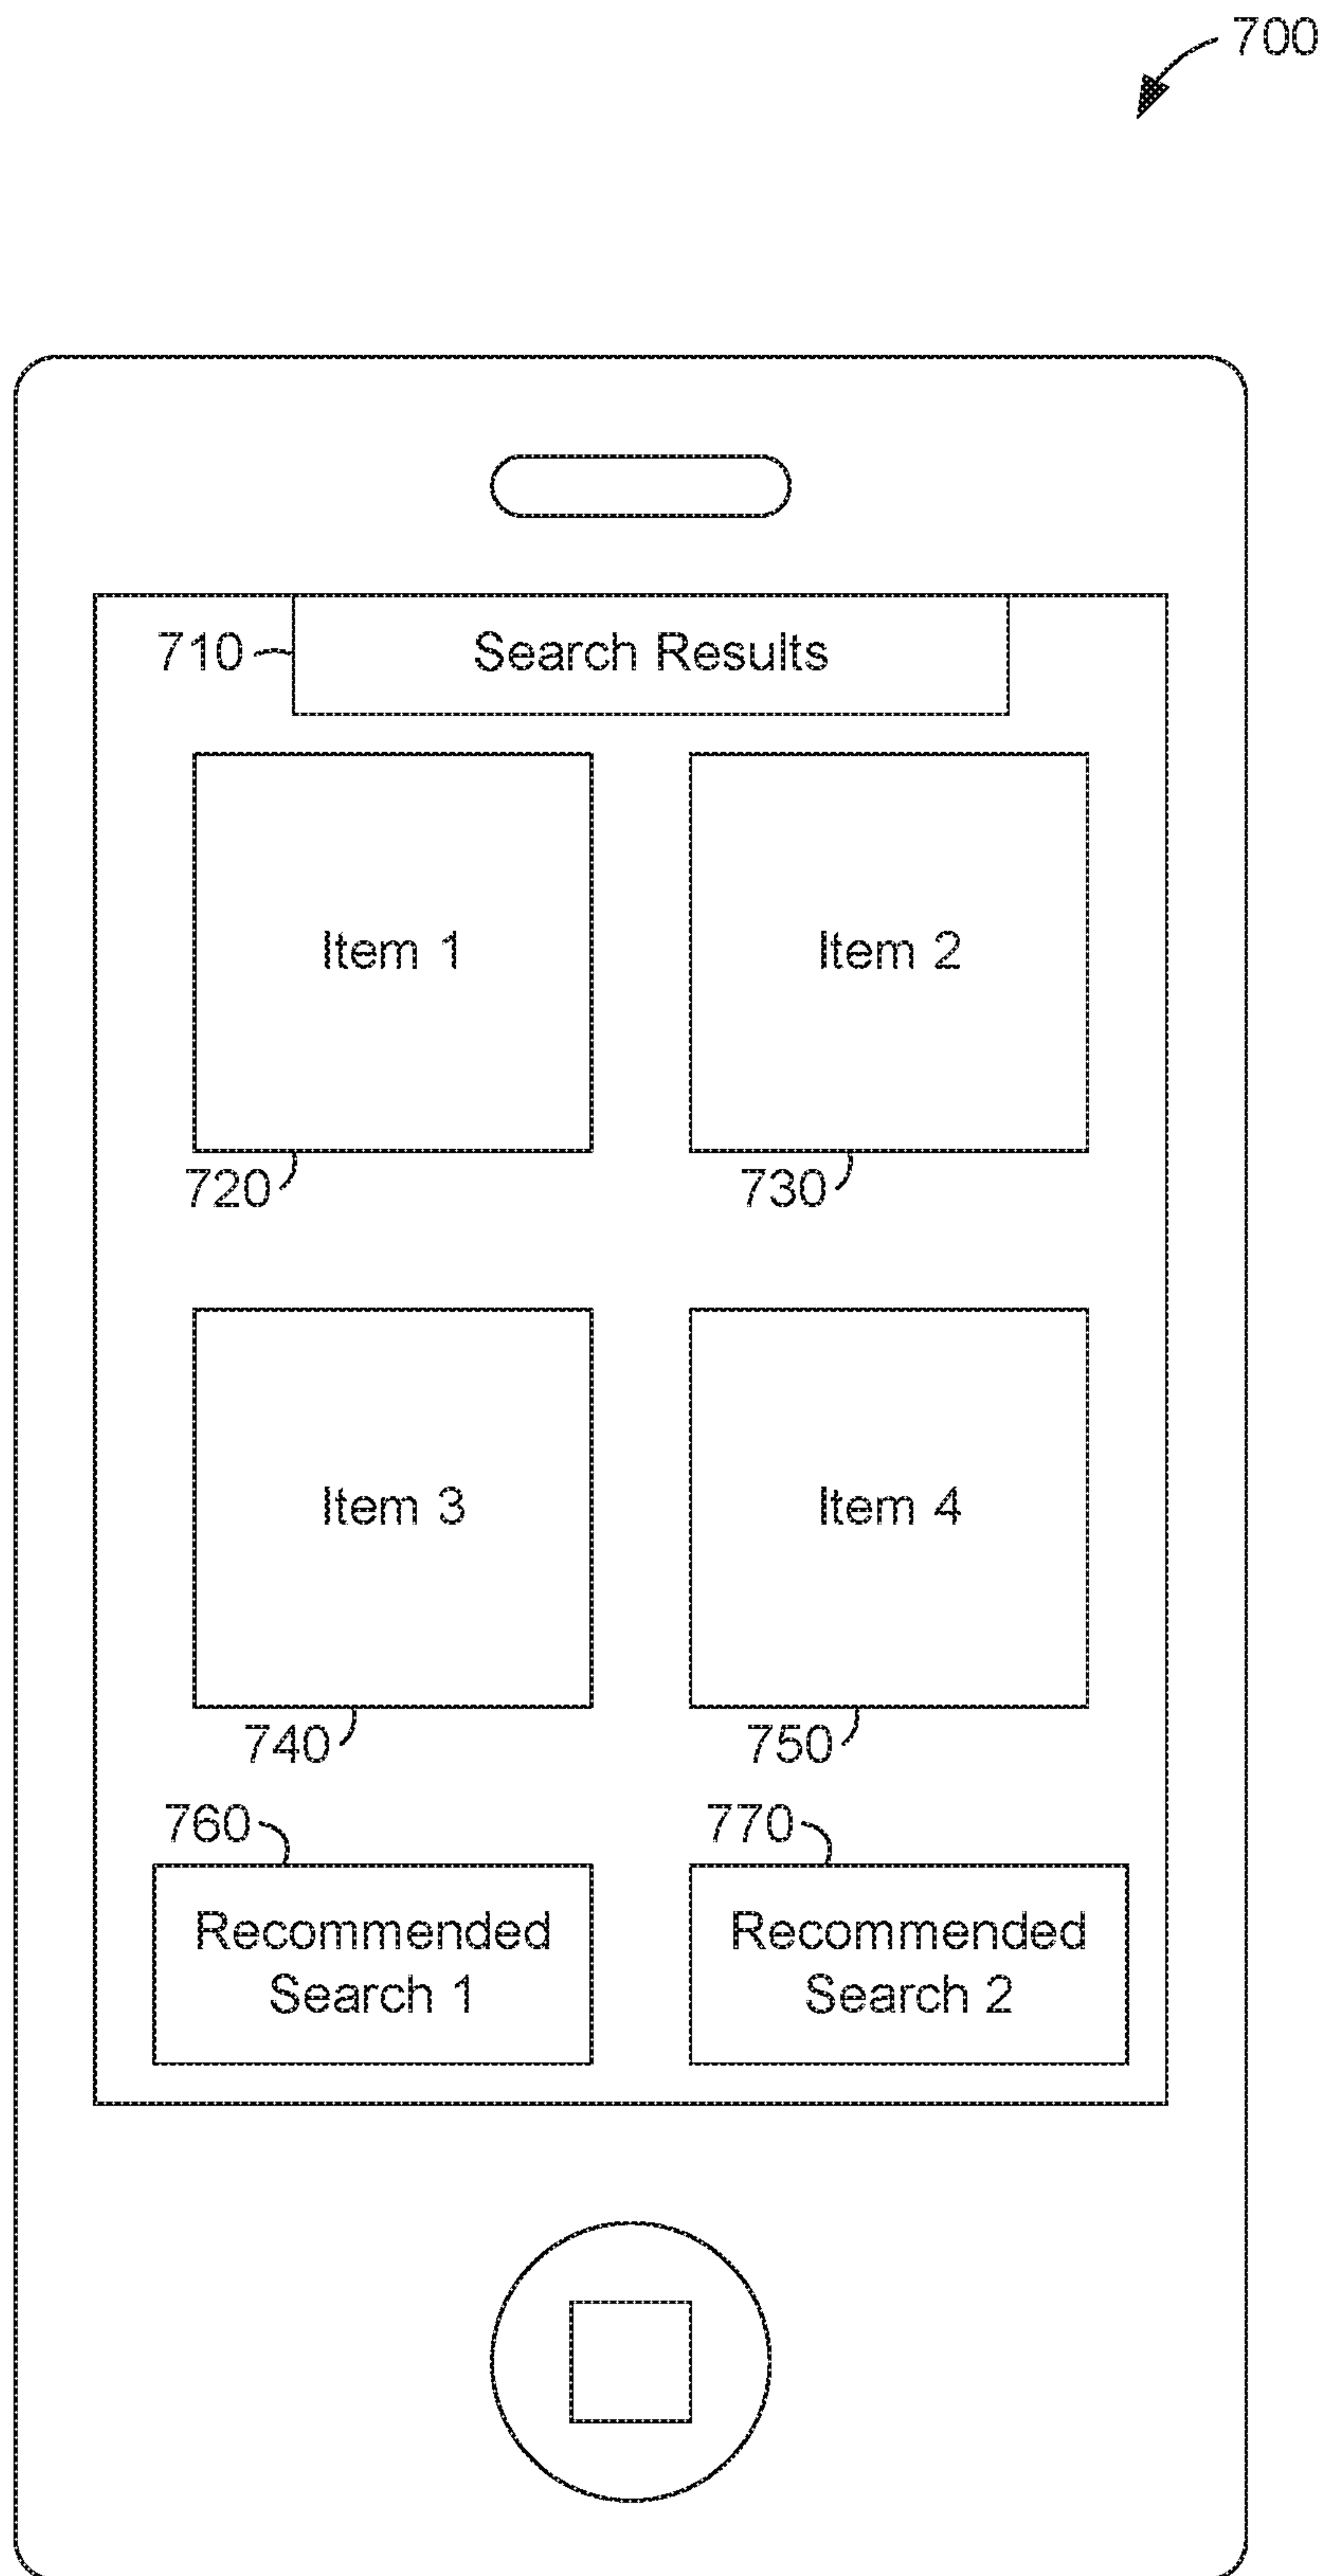 700
710
Search Results
Item 1
Item 2
720
730
Item 3
Item 4
740
750
760
770
Recommended
Search 1
Recommended
Search 2